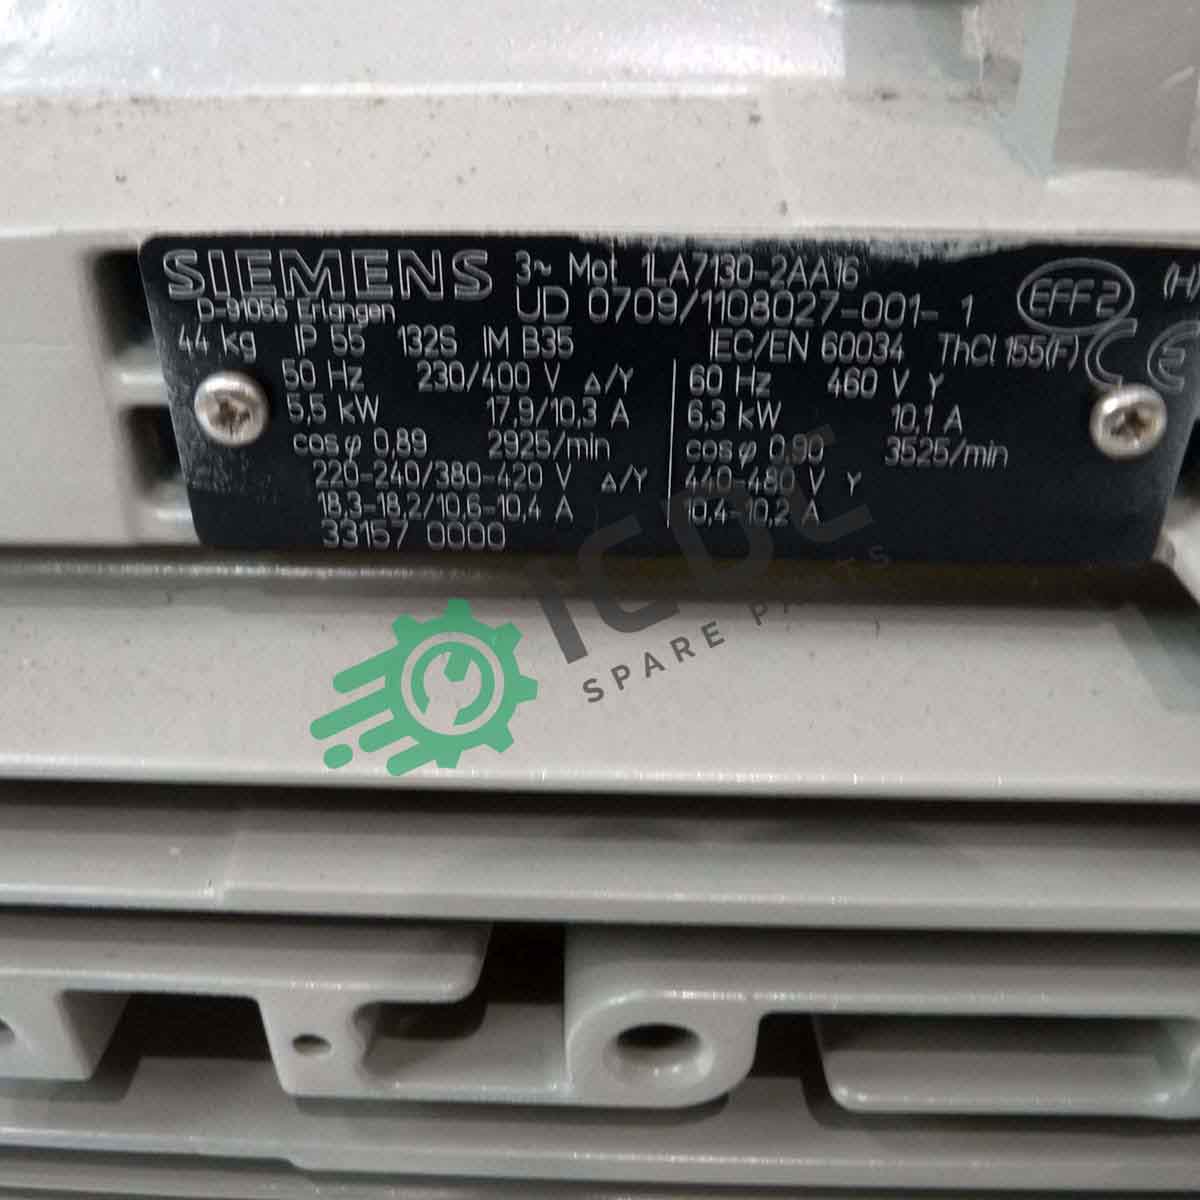 SIEMENS 3~ Mot. 1LA7130-2AA16
D-91056 Erlangen UD 0709/1108027-001-1 EFF2
44 kg IP 55 132S IM B35 IEC/EN 60034 ThCl.155(F) CE
50 Hz 230/400 V Δ/Y 60 Hz 460 V Y
5,5 kW 17,9/10,3 A 6,3 kW 10,1 A
cosφ 0,89 2925/min cosφ 0,90 3525/min
220-240/380-420 V Δ/Y 440-480 V Y
18,3-18,2/10,6-10,4 A 10,4-10,2 A
33157 0000
ICDC
SPARE PARTS